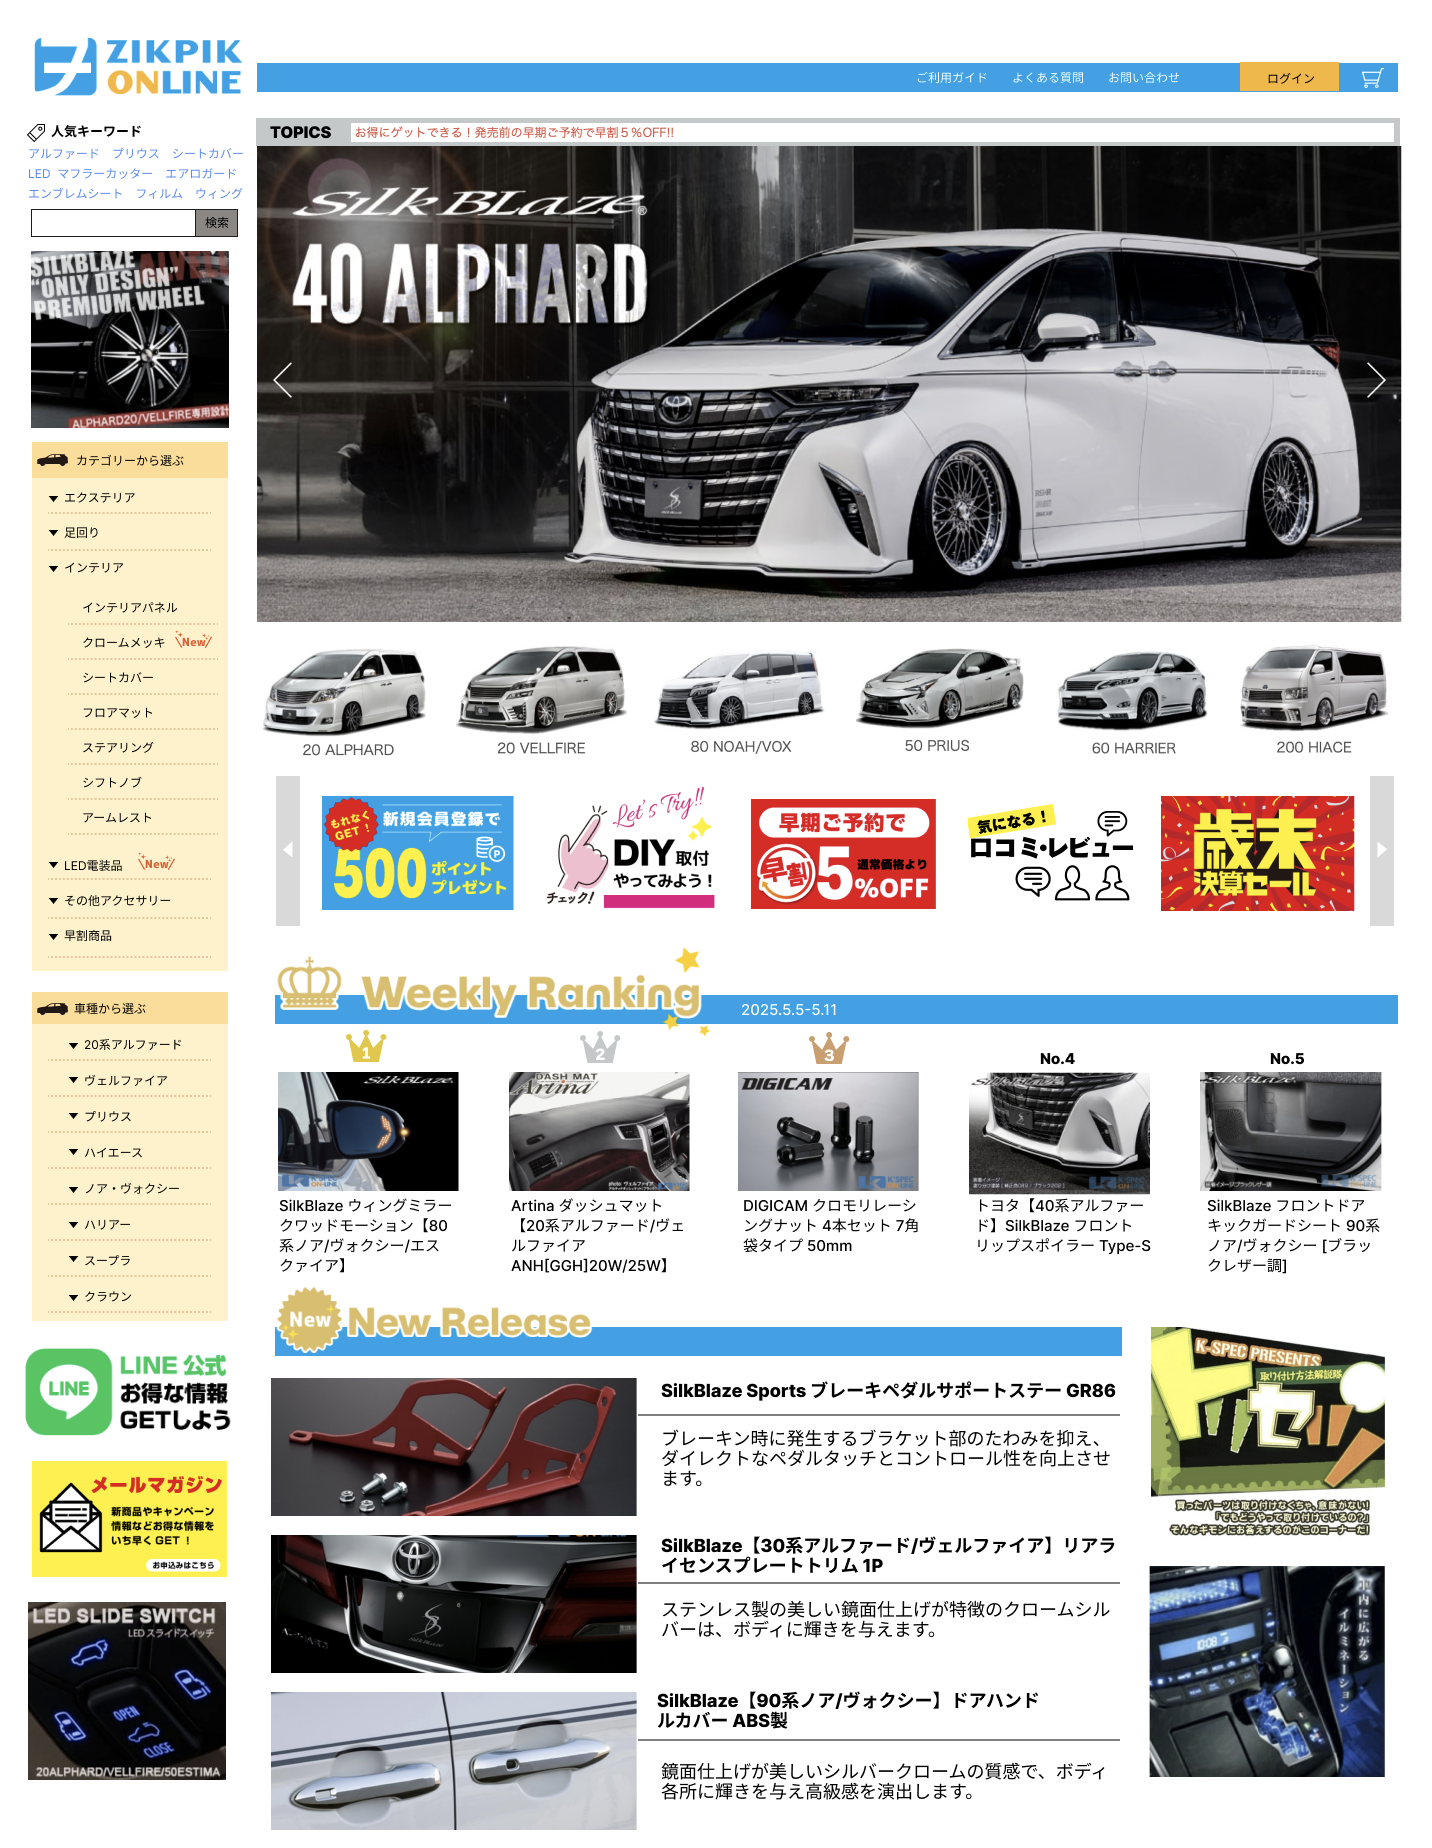 ZIKPIK
ONLINE
ご利用ガイド
よくある質問
お問い合わせ
ログイン
人気キーワード
アルファード プリウス シートカバー
LED マフラーカッター エアロガード
エンブレムシート フィルム ウィング
検索
TOPICS
お得にゲットできる！発売前の早期ご予約で早割５％OFF!!
SilkBLaze®
40 ALPHARD
SILKBLAZE
"ONLY DESIGN"
PREMIUM WHEEL
ALPHARD20/VELLFIRE専用設計
カテゴリーから選ぶ
エクステリア
足回り
インテリア
インテリアパネル
クロームメッキ New
シートカバー
フロアマット
ステアリング
シフトノブ
アームレスト
LED電装品 New
その他アクセサリー
早割商品
車種から選ぶ
20系アルファード
ヴェルファイア
プリウス
ハイエース
ノア・ヴォクシー
ハリアー
スープラ
クラウン
LINE
LINE 公式
お得な情報
GETしよう
メールマガジン
新商品やキャンペーン
情報などお得な情報を
いち早く GET ！
お申込みはこちら
LED SLIDE SWITCH
LED スライドスイッチ
OPEN
CLOSE
20ALPHARD/VELLFIRE/50ESTIMA
20 ALPHARD
20 VELLFIRE
80 NOAH/VOX
50 PRIUS
60 HARRIER
200 HIACE
もれなく
GET！
新規会員登録で
500
ポイント
プレゼント
P
Let's Try!!
DIY取付
やってみよう！
チェック!
早期ご予約で
早割
通常価格より
5%OFF
気になる！
口コミ・レビュー
歳末
決算セール
Weekly Ranking
2025.5.5-5.11
1
2
3
No.4
No.5
SilkBlaze
K-SPEC
SilkBlaze ウィングミラー
クワッドモーション【80
系ノア/ヴォクシー/エス
クァイア】
DASH MAT
Artina
Artina ダッシュマット
【20系アルファード/ヴェ
ルファイア
ANH[GGH]20W/25W】
DIGICAM
K'SPEC
DIGICAM クロモリレーシ
ングナット 4本セット 7角
袋タイプ 50mm
SilkBlaze
トヨタ【40系アルファー
ド】SilkBlaze フロント
リップスポイラー Type-S
SilkBlaze
SilkBlaze フロントドア
キックガードシート 90系
ノア/ヴォクシー [ブラッ
クレザー調]
New
New Release
SilkBlaze Sports ブレーキペダルサポートステー GR86
ブレーキン時に発生するブラケット部のたわみを抑え、
ダイレクトなペダルタッチとコントロール性を向上させ
ます。
SilkBlaze【30系アルファード/ヴェルファイア】リアラ
イセンスプレートトリム 1P
ステンレス製の美しい鏡面仕上げが特徴のクロームシル
バーは、ボディに輝きを与えます。
SilkBlaze【90系ノア/ヴォクシー】ドアハンド
ルカバー ABS製
鏡面仕上げが美しいシルバークロームの質感で、ボディ
各所に輝きを与え高級感を演出します。
K-SPEC PRESENTS
取り付け方法解説隊
トリセツ
買ったパーツは取り付けなくちゃ、意味がない!
「でもどうやって取り付けているの?」
そんなギモンにお答えするのがこのコーナーだ!
車内に広がる
イルミネーション